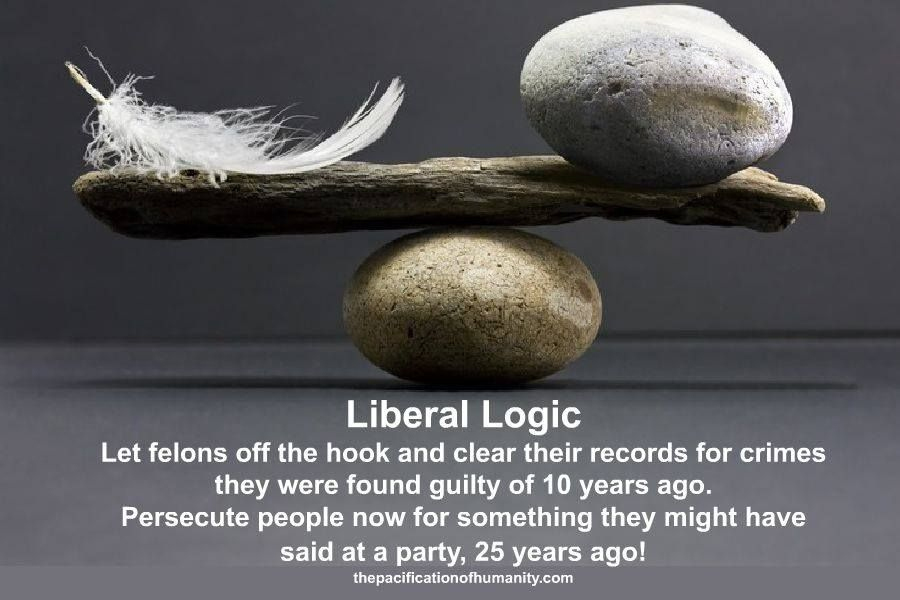 Liberal Logic
Let felons off the hook and clear their records for crimes
they were found guilty of 10 years ago.
Persecute people now for something they might have
said at a party, 25 years ago!
thepacificationofhumanity.com